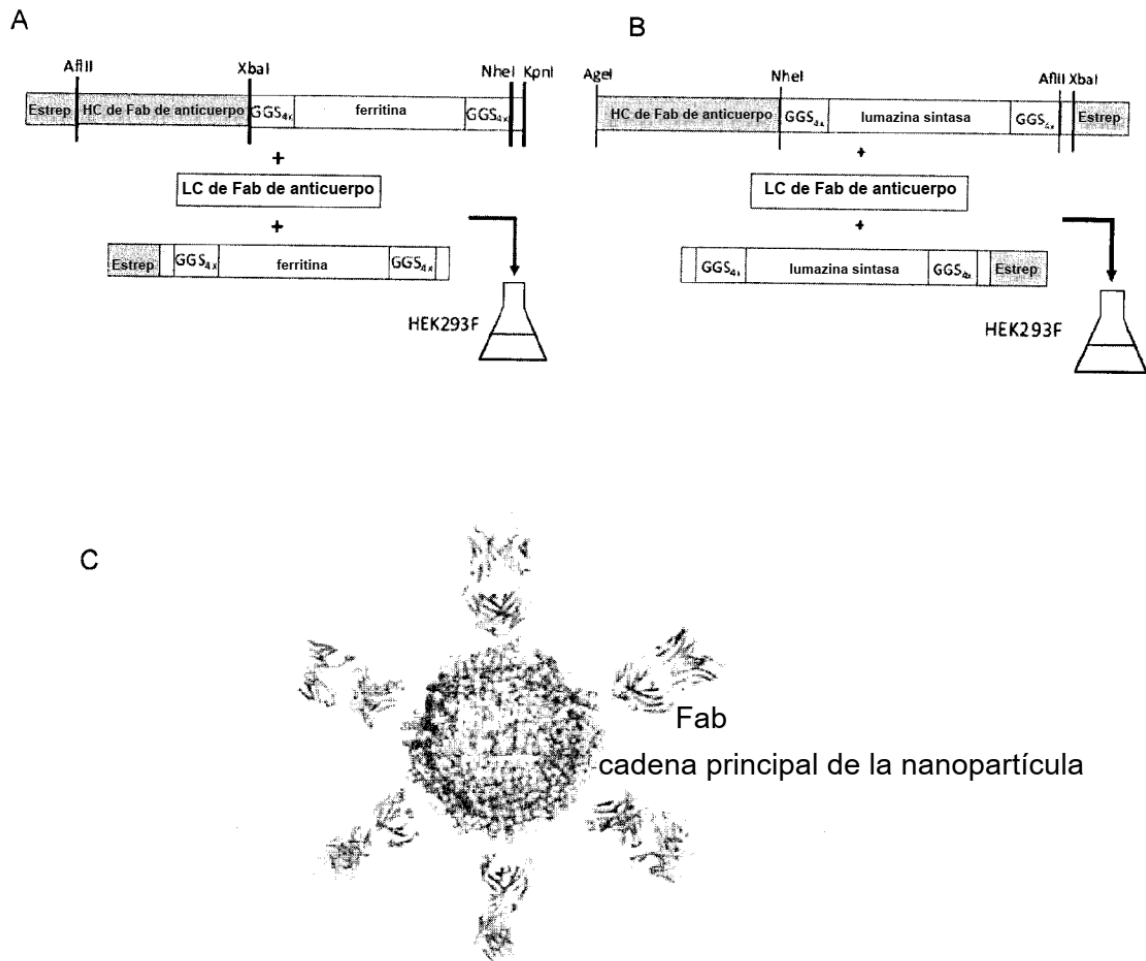 A
AflII XbaI NheI KpnI
Estrep HC de Fab de anticuerpo GGS4x ferritina GGS4x
+
LC de Fab de anticuerpo
+
Estrep GGS4x ferritina GGS4x
HEK293F
B
AgeI NheI AflII XbaI
HC de Fab de anticuerpo GGS4x lumazina sintasa GGS4x Estrep
+
LC de Fab de anticuerpo
+
GGS4x lumazina sintasa GGS4x Estrep
HEK293F
C
Fab
cadena principal de la nanopartícula